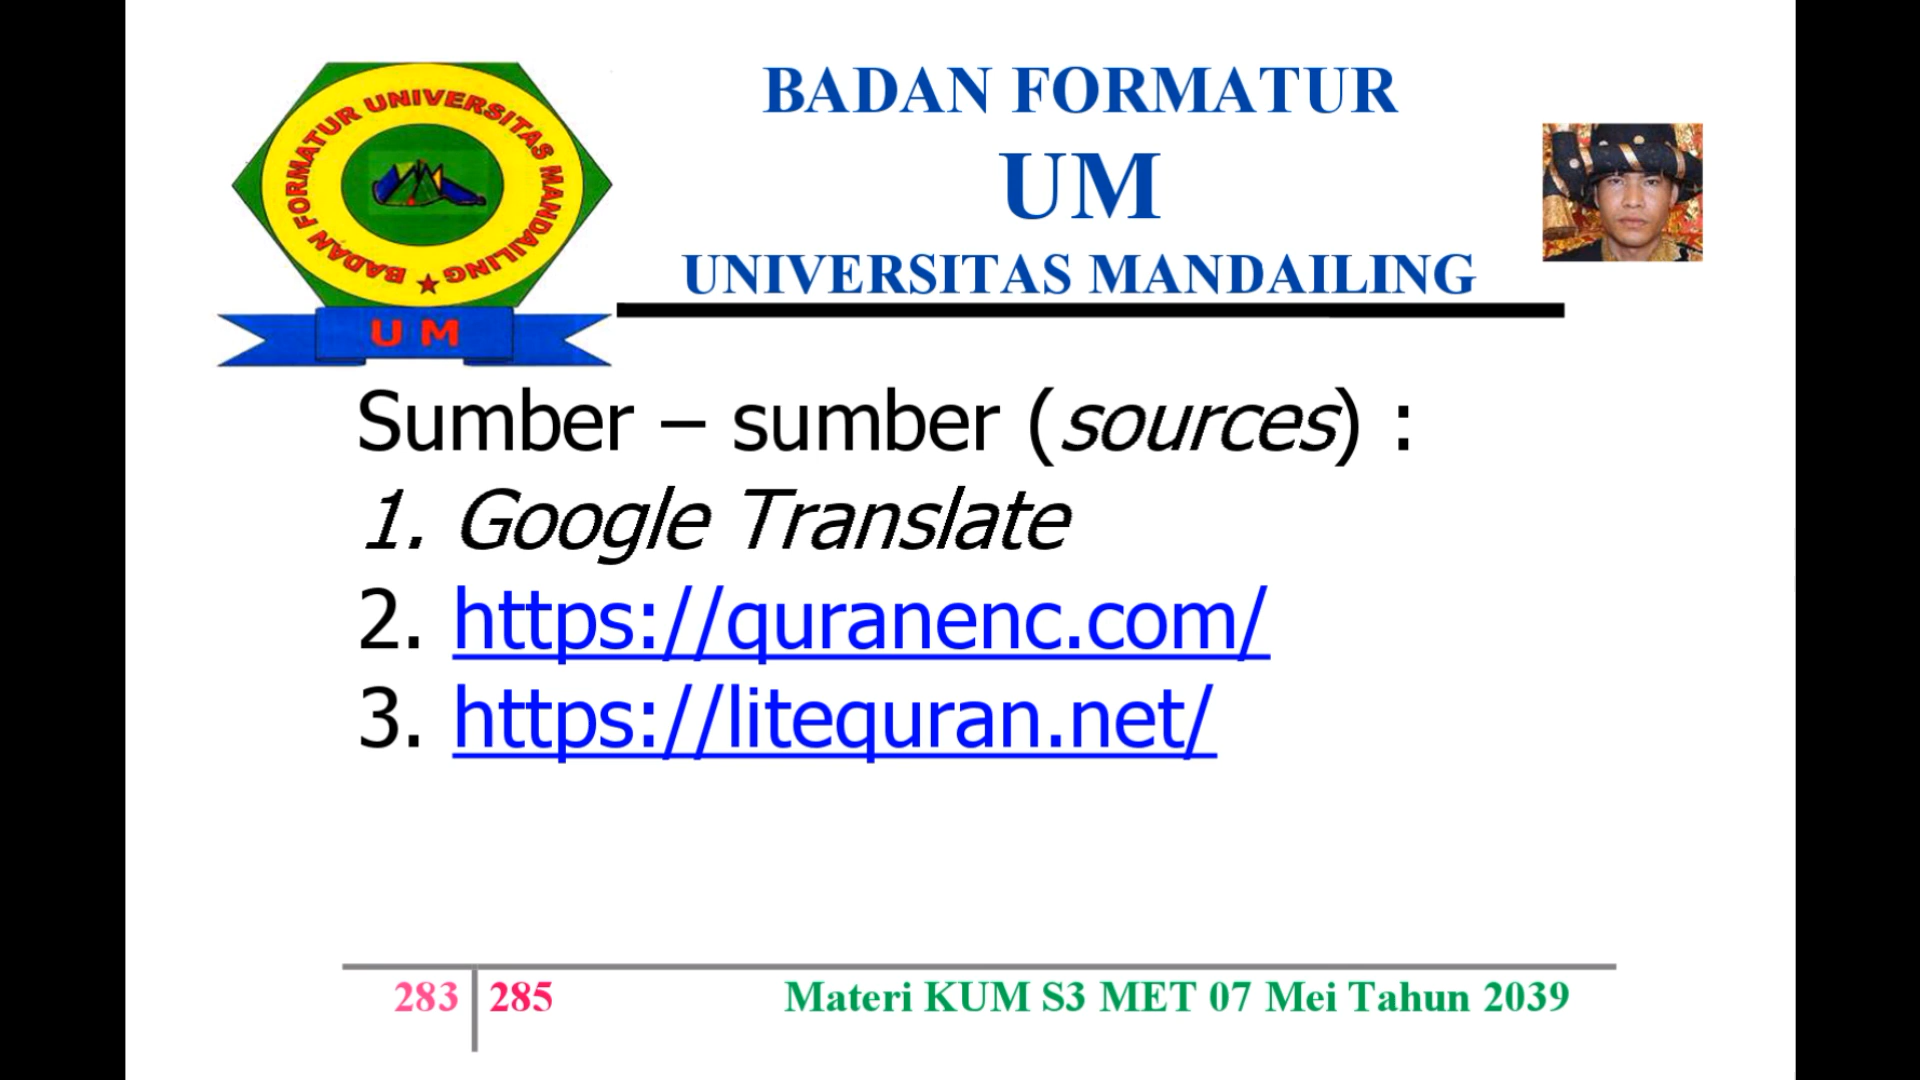 BADAN FORMATUR UNIVERSITAS MANDAILING
U M
BADAN FORMATUR
UM
UNIVERSITAS MANDAILING
Sumber – sumber (sources) :
1. Google Translate
2. https://quranenc.com/
3. https://litequran.net/
283 285 Materi KUM S3 MET 07 Mei Tahun 2039